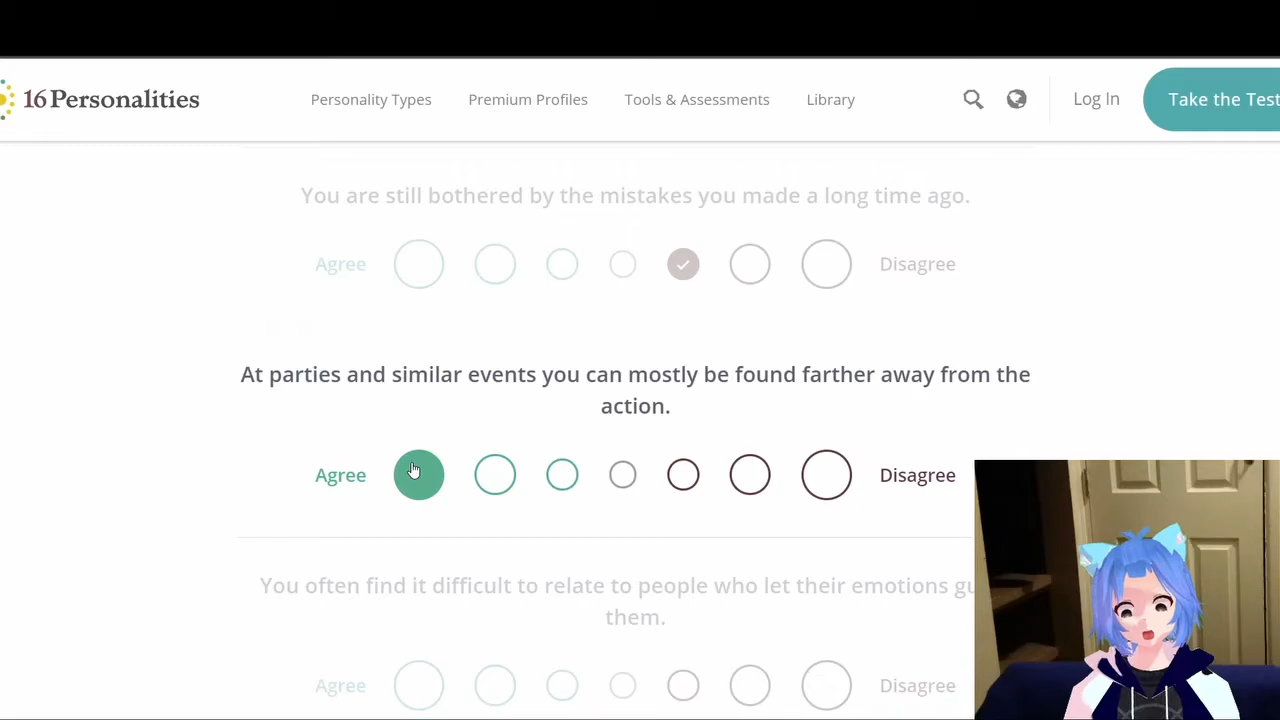 16Personalities
Personality Types
Premium Profiles
Tools & Assessments
Library
Log In
Take the Test
You are still bothered by the mistakes you made a long time ago.
Agree
Disagree
At parties and similar events you can mostly be found farther away from the
action.
Agree
Disagree
You often find it difficult to relate to people who let their emotions gu
them.
Agree
Disagree